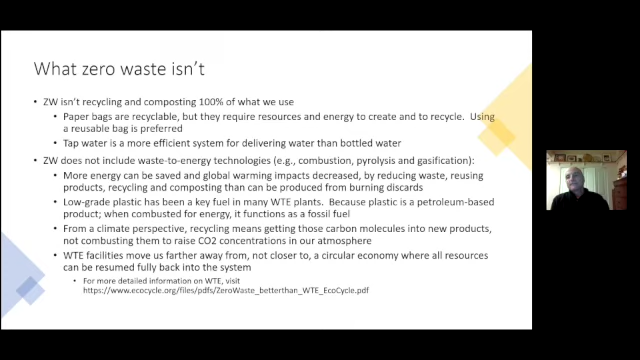 What zero waste isn't
• ZW isn't recycling and composting 100% of what we use
• Paper bags are recyclable, but they require resources and energy to create and to recycle. Using
a reusable bag is preferred
• Tap water is a more efficient system for delivering water than bottled water
• ZW does not include waste-to-energy technologies (e.g., combustion, pyrolysis and gasification):
• More energy can be saved and global warming impacts decreased, by reducing waste, reusing
products, recycling and composting than can be produced from burning discards
• Low-grade plastic has been a key fuel in many WTE plants. Because plastic is a petroleum-based
product; when combusted for energy, it functions as a fossil fuel
• From a climate perspective, recycling means getting those carbon molecules into new products,
not combusting them to raise CO2 concentrations in our atmosphere
• WTE facilities move us farther away from, not closer to, a circular economy where all resources
can be resumed fully back into the system
• For more detailed information on WTE, visit
https://www.ecocycle.org/files/pdfs/ZeroWaste_betterthan_WTE_EcoCycle.pdf